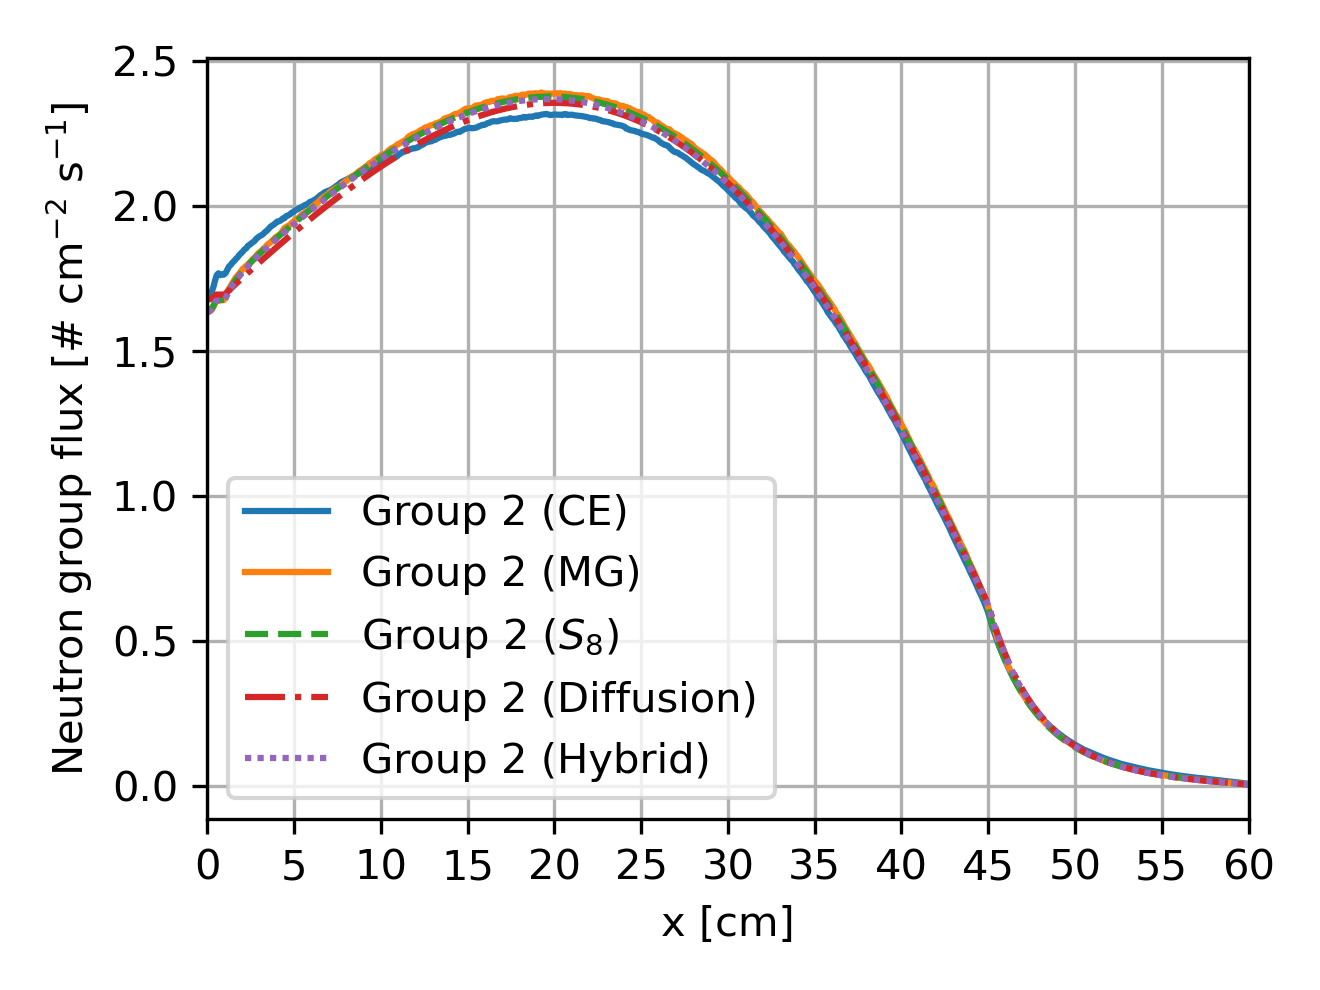 2.5
2.0
1.5
1.0
0.5
0.0
Neutron group flux [# cm⁻² s⁻¹]
Group 2 (CE)
Group 2 (MG)
Group 2 (S₈)
Group 2 (Diffusion)
Group 2 (Hybrid)
0 5 10 15 20 25 30 35 40 45 50 55 60
x [cm]